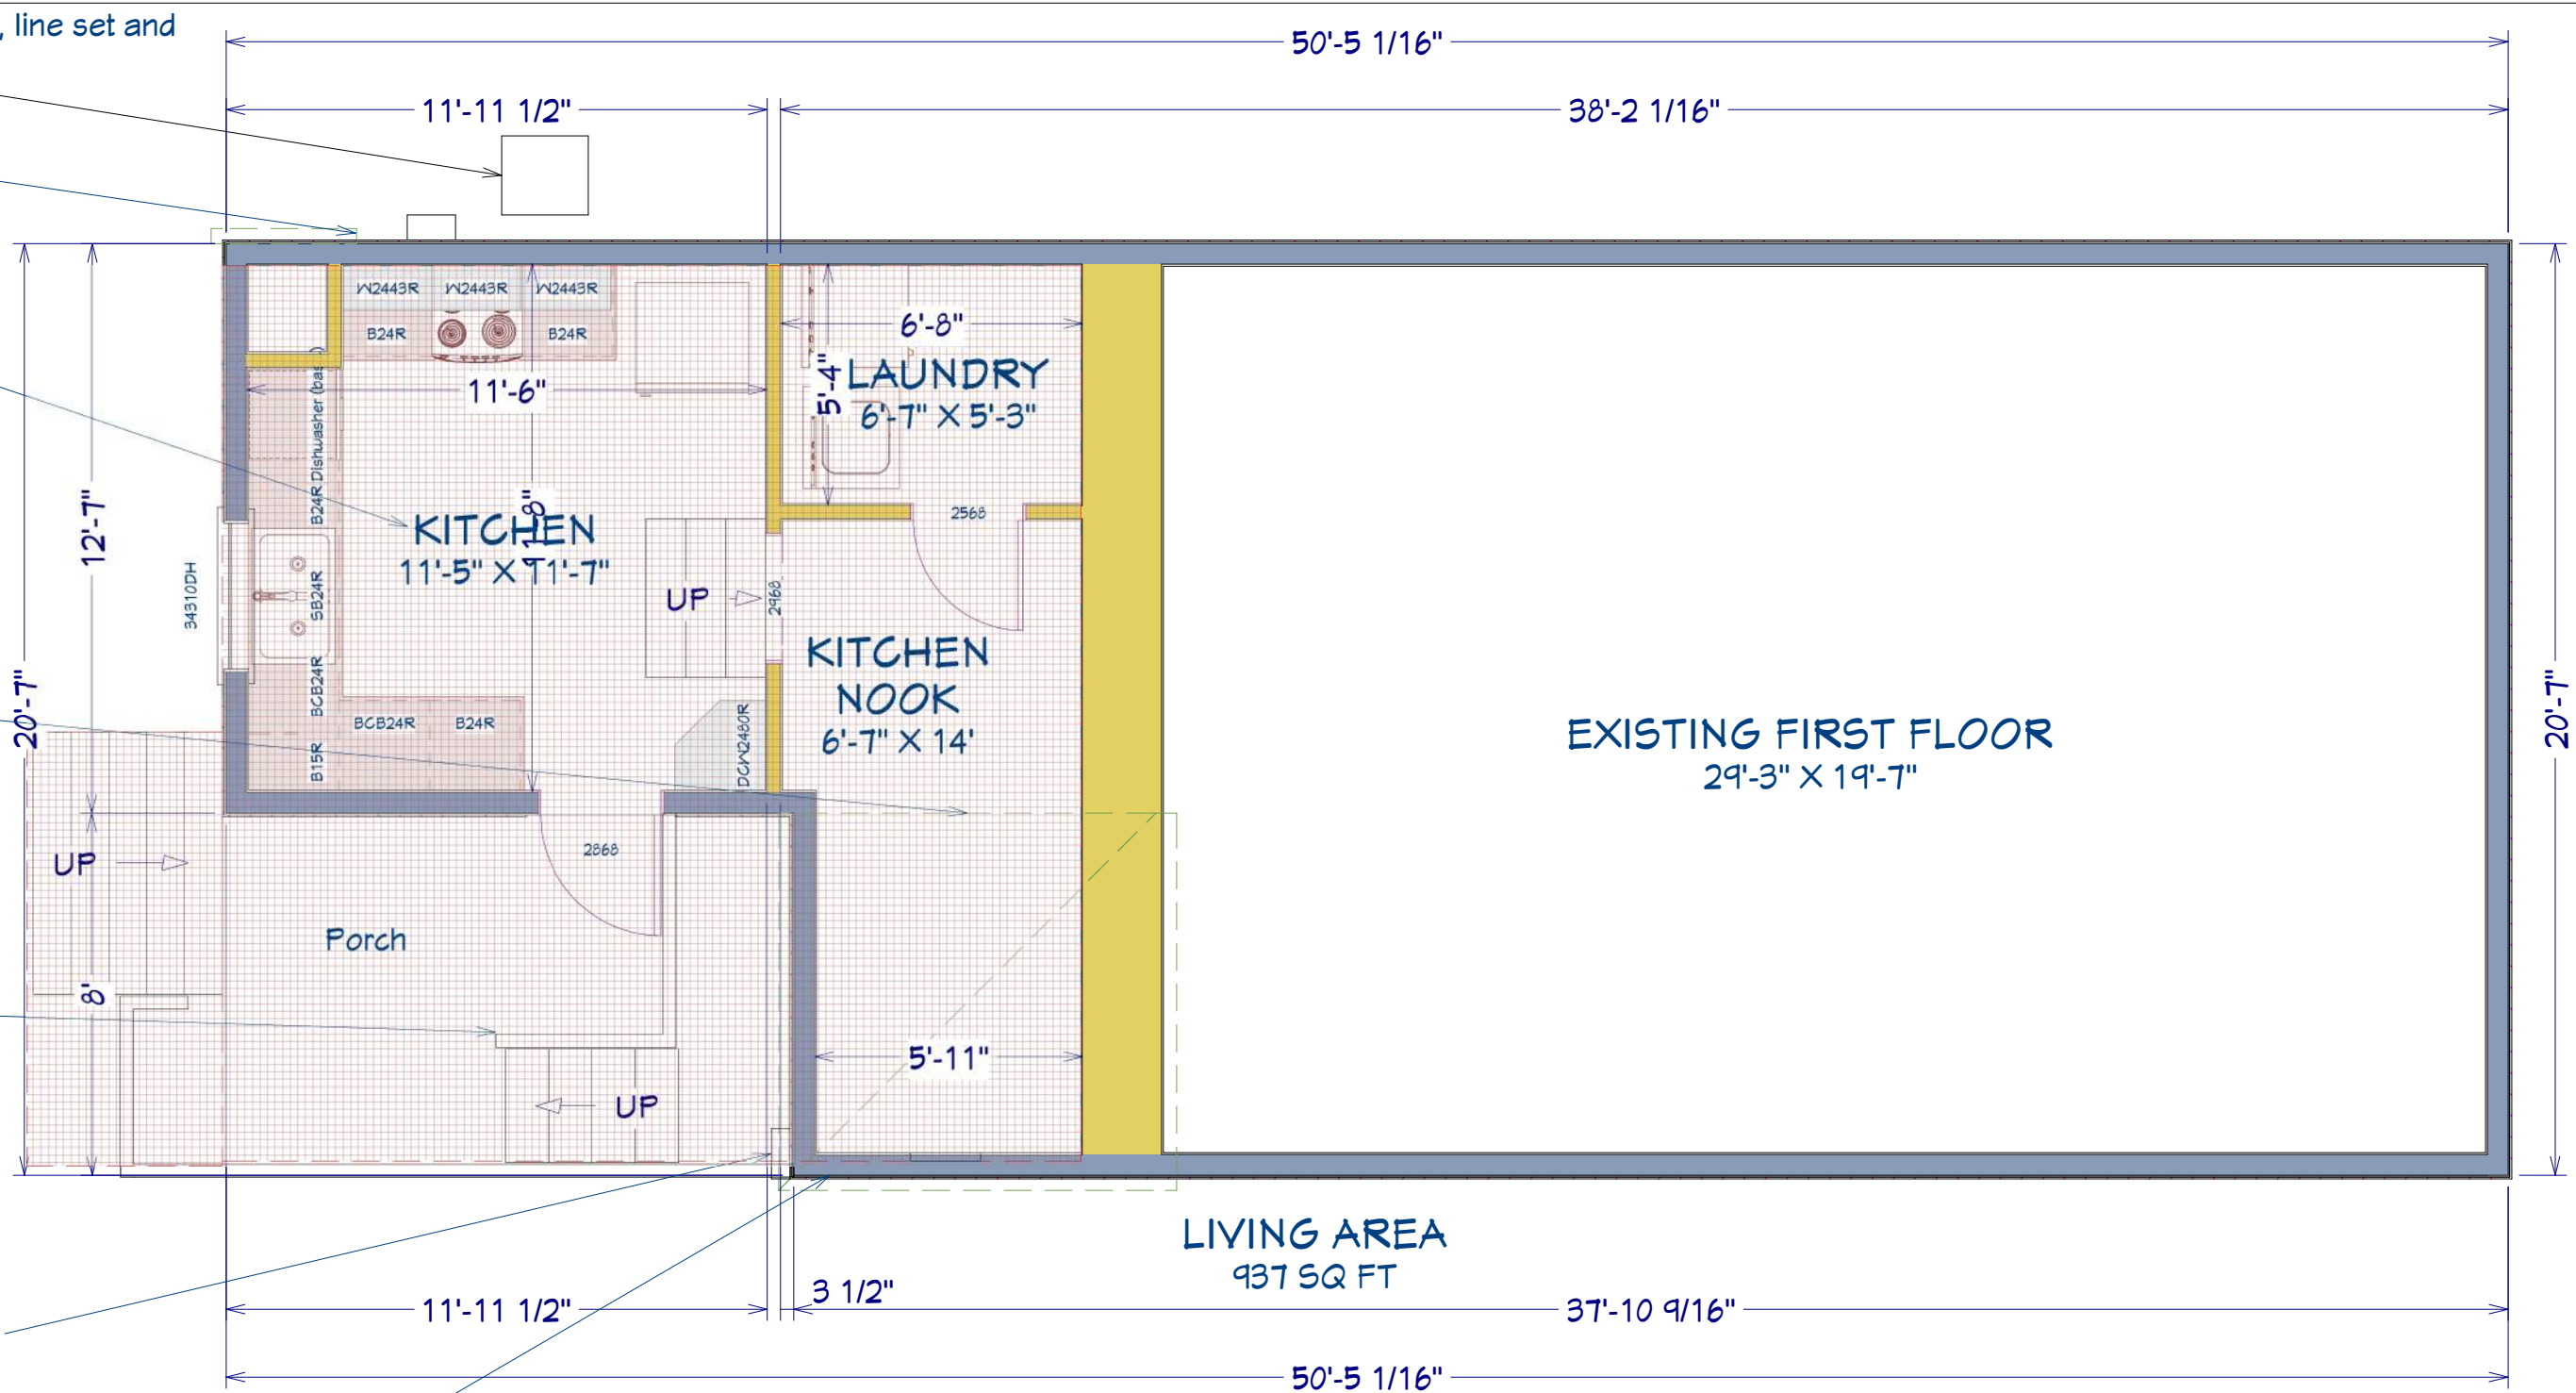 , line set and
50'-5 1/16"
11'-11 1/2"
38'-2 1/16"
W2443R
W2443R
W2443R
B24R
B24R
6'-8"
5'-4"
LAUNDRY
6'-7" X 5'-3"
11'-6"
B24R Dishwasher (bas
2568
12'-7"
KITCHEN
11'-5" X 11'-7"
11'-8"
34310DH
SB24R
UP
2968
KITCHEN
NOOK
6'-7" X 14'
BCB24R
BCB24R
B24R
B15R
DCW2480R
20'-7"
20'-7"
EXISTING FIRST FLOOR
29'-3" X 19'-7"
UP
2868
Porch
8'
5'-11"
UP
LIVING AREA
937 SQ FT
11'-11 1/2"
3 1/2"
37'-10 9/16"
50'-5 1/16"